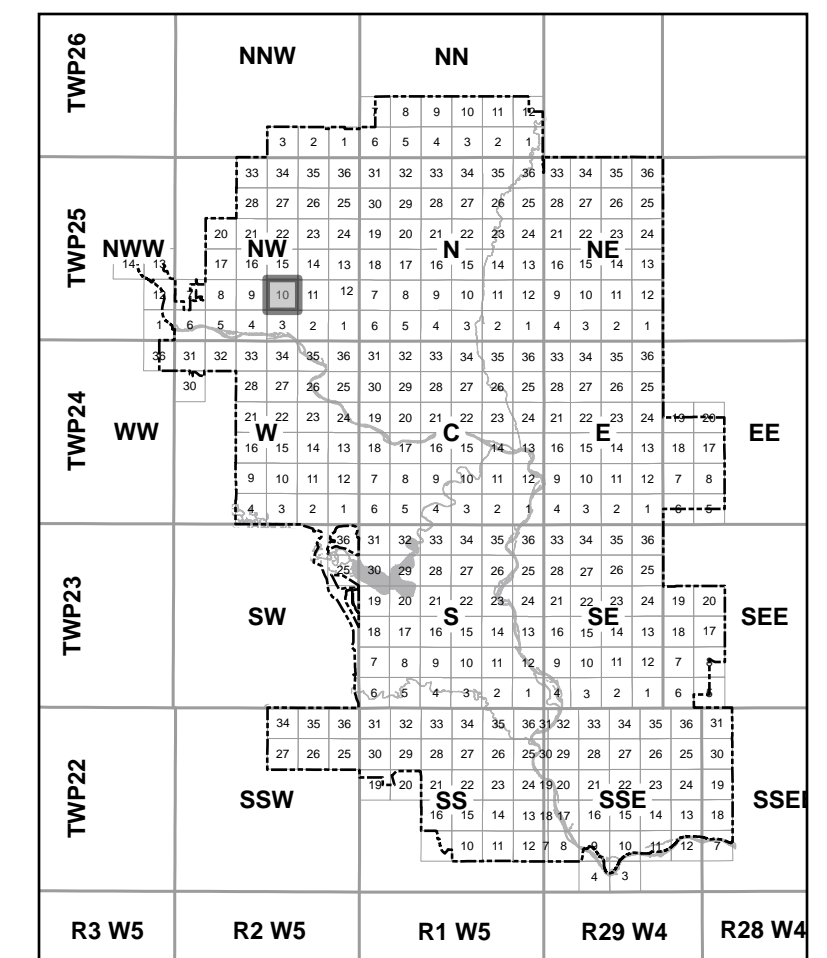 NNW NN
TWP26
7 8 9 10 11 12
3 2 1 6 5 4 3 2 1
33 34 35 36 31 32 33 34 35 36 33 34 35 36
28 27 26 25 30 29 28 27 26 25 28 27 26 25
TWP25
20 21 22 23 24 19 20 21 22 23 24 21 22 23 24
NWW NW N NE
14 13 17 16 15 14 13 18 17 16 15 14 13 16 15 14 13
12 7 8 9 10 11 12 7 8 9 10 11 12 9 10 11 12
1 6 5 4 3 2 1 6 5 4 3 2 1 4 3 2 1
36 31 32 33 34 35 36 31 32 33 34 35 36 33 34 35 36
30 28 27 26 25 30 29 28 27 26 25 28 27 26 25
TWP24
21 22 23 24 19 20 21 22 23 24 21 22 23 24 19 20
WW W C E EE
16 15 14 13 18 17 16 15 14 13 16 15 14 13 18 17
9 10 11 12 7 8 9 10 11 12 9 10 11 12 7 8
4 3 2 1 6 5 4 3 2 1 4 3 2 1 6 5
36 31 32 33 34 35 36 33 34 35 36
25 30 29 28 27 26 25 28 27 26 25
TWP23
19 20 21 22 23 24 21 22 23 24 19 20
SW S SE SEE
18 17 16 15 14 13 16 15 14 13 18 17
7 8 9 10 11 12 9 10 11 12 7 8
6 5 4 3 2 1 4 3 2 1 6 5
34 35 36 31 32 33 34 35 36 31 32 33 34 35 36 31
27 26 25 30 29 28 27 26 25 30 29 28 27 26 25 30
TWP22
19 20 21 22 23 24 19 20 21 22 23 24 19
SSW SS SSE SSEE
16 15 14 13 18 17 16 15 14 13 18
10 11 12 7 8 9 10 11 12 7
4 3
R3 W5 R2 W5 R1 W5 R29 W4 R28 W4